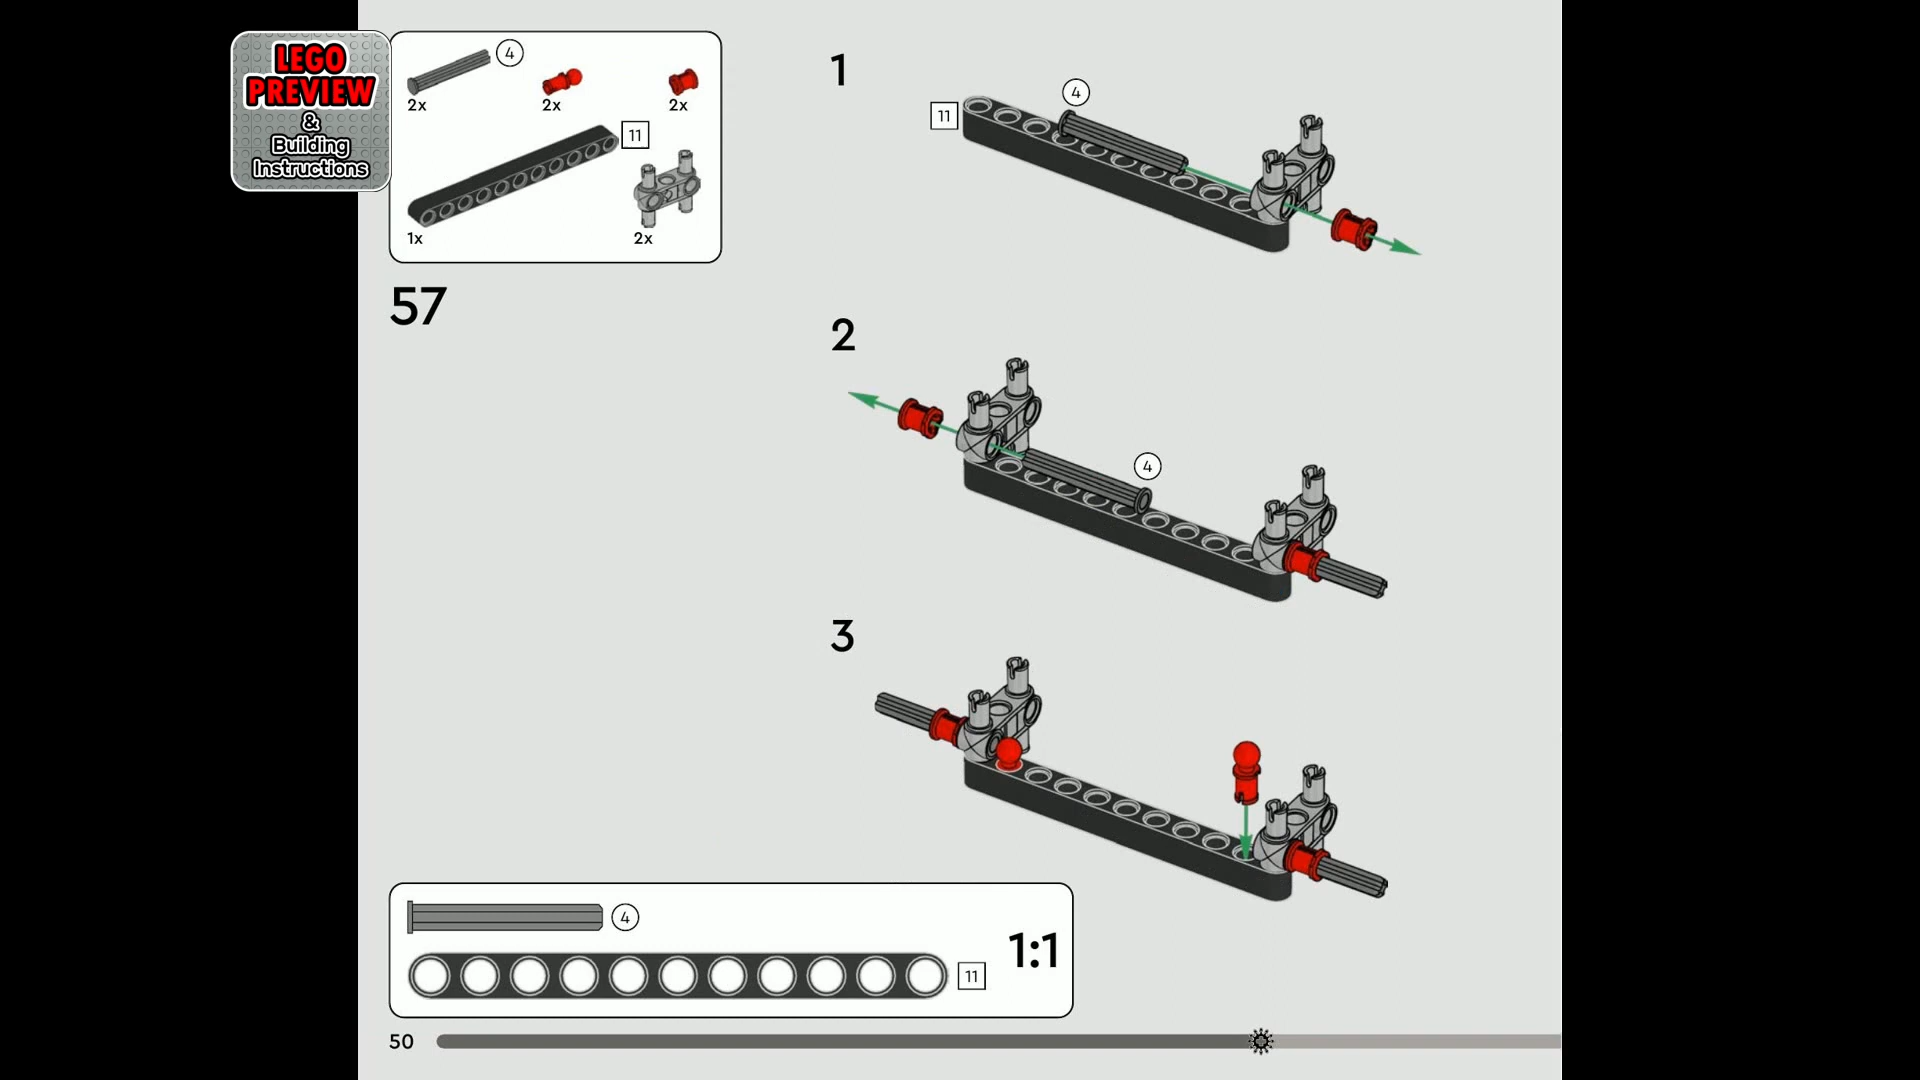 LEGO
PREVIEW
&
Building
Instructions
4
2x
2x
2x
11
1x
2x
57
1
11
4
2
4
3
4
11
1:1
50